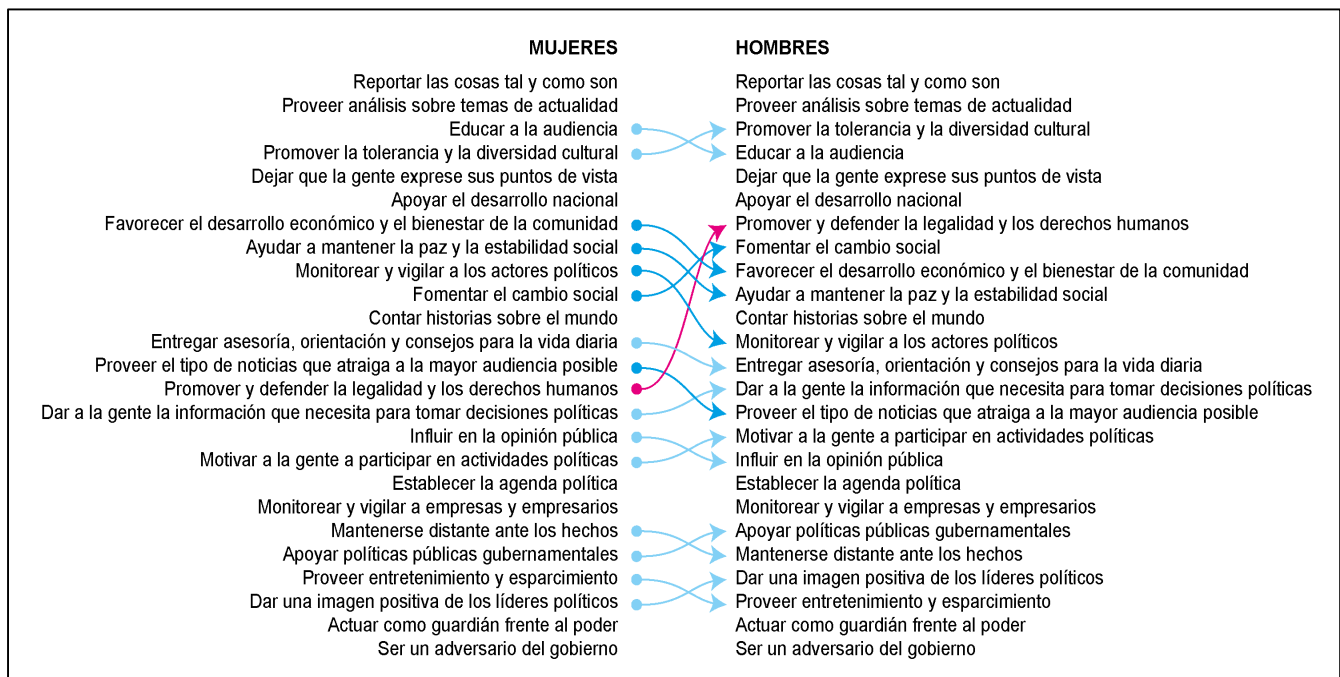 MUJERES HOMBRES
Reportar las cosas tal y como son Reportar las cosas tal y como son
Proveer análisis sobre temas de actualidad Proveer análisis sobre temas de actualidad
Educar a la audiencia Promover la tolerancia y la diversidad cultural
Promover la tolerancia y la diversidad cultural Educar a la audiencia
Dejar que la gente exprese sus puntos de vista Dejar que la gente exprese sus puntos de vista
Apoyar el desarrollo nacional Apoyar el desarrollo nacional
Favorecer el desarrollo económico y el bienestar de la comunidad Promover y defender la legalidad y los derechos humanos
Ayudar a mantener la paz y la estabilidad social Fomentar el cambio social
Monitorear y vigilar a los actores políticos Favorecer el desarrollo económico y el bienestar de la comunidad
Fomentar el cambio social Ayudar a mantener la paz y la estabilidad social
Contar historias sobre el mundo Contar historias sobre el mundo
Entregar asesoría, orientación y consejos para la vida diaria Monitorear y vigilar a los actores políticos
Proveer el tipo de noticias que atraiga a la mayor audiencia posible Entregar asesoría, orientación y consejos para la vida diaria
Promover y defender la legalidad y los derechos humanos Dar a la gente la información que necesita para tomar decisiones políticas
Dar a la gente la información que necesita para tomar decisiones políticas Proveer el tipo de noticias que atraiga a la mayor audiencia posible
Influir en la opinión pública Motivar a la gente a participar en actividades políticas
Motivar a la gente a participar en actividades políticas Influir en la opinión pública
Establecer la agenda política Establecer la agenda política
Monitorear y vigilar a empresas y empresarios Monitorear y vigilar a empresas y empresarios
Mantenerse distante ante los hechos Apoyar políticas públicas gubernamentales
Apoyar políticas públicas gubernamentales Mantenerse distante ante los hechos
Proveer entretenimiento y esparcimiento Dar una imagen positiva de los líderes políticos
Dar una imagen positiva de los líderes políticos Proveer entretenimiento y esparcimiento
Actuar como guardián frente al poder Actuar como guardián frente al poder
Ser un adversario del gobierno Ser un adversario del gobierno